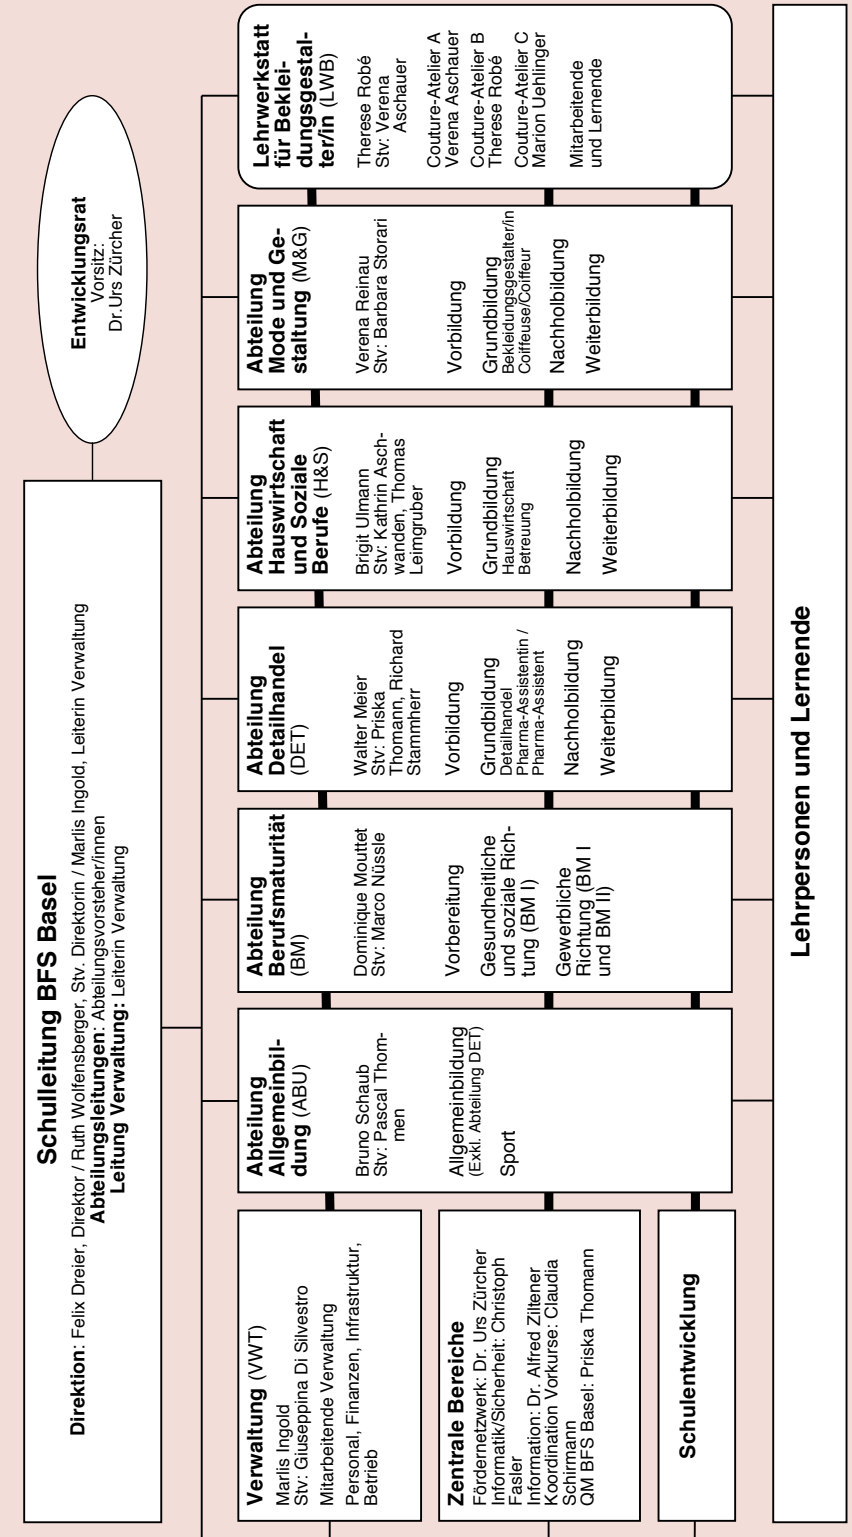 Schulleitung BFS Basel
Direktion: Felix Dreier, Direktor / Ruth Wolfensberger, Stv. Direktorin / Marlis Ingold, Leiterin Verwaltung
Abteilungsleitungen: Abteilungsvorsteher/innen
Leitung Verwaltung: Leiterin Verwaltung
Entwicklungsrat
Vorsitz:
Dr.Urs Zürcher
Verwaltung (VWT)
Marlis Ingold
Stv: Giuseppina Di Silvestro
Mitarbeitende Verwaltung
Personal, Finanzen, Infrastruktur,
Betrieb
Zentrale Bereiche
Fördernetzwerk: Dr. Urs Zürcher
Informatik/Sicherheit: Christoph
Fasler
Information: Dr. Alfred Ziltener
Koordination Vorkurse: Claudia
Schirmann
QM BFS Basel: Priska Thomann
Schulentwicklung
Abteilung
Allgemeinbil-
dung (ABU)
Bruno Schaub
Stv: Pascal Thom-
men
Allgemeinbildung
(Exkl. Abteilung DET)
Sport
Abteilung
Berufsmaturität
(BM)
Dominique Mouttet
Stv: Marco Nüssle
Vorbereitung
Gesundheitliche
und soziale Rich-
tung (BM I)
Gewerbliche
Richtung (BM I
und BM II)
Abteilung
Detailhandel
(DET)
Walter Meier
Stv: Priska
Thomann, Richard
Stammherr
Vorbildung
Grundbildung
Detailhandel
Pharma-Assistentin /
Pharma-Assistent
Nachholbildung
Weiterbildung
Abteilung
Hauswirtschaft
und Soziale
Berufe (H&S)
Brigit Ulmann
Stv: Kathrin Asch-
wanden, Thomas
Leimgruber
Vorbildung
Grundbildung
Hauswirtschaft
Betreuung
Nachholbildung
Weiterbildung
Abteilung
Mode und Ge-
staltung (M&G)
Verena Reinau
Stv: Barbara Storari
Vorbildung
Grundbildung
Bekleidungsgestalter/in
Coiffeuse/Coiffeur
Nachholbildung
Weiterbildung
Lehrwerkstatt
für Beklei-
dungsgestal-
ter/in (LWB)
Therese Robé
Stv: Verena
Aschauer
Couture-Atelier A
Verena Aschauer
Couture-Atelier B
Therese Robé
Couture-Atelier C
Marion Uehlinger
Mitarbeitende
und Lernende
Lehrpersonen und Lernende